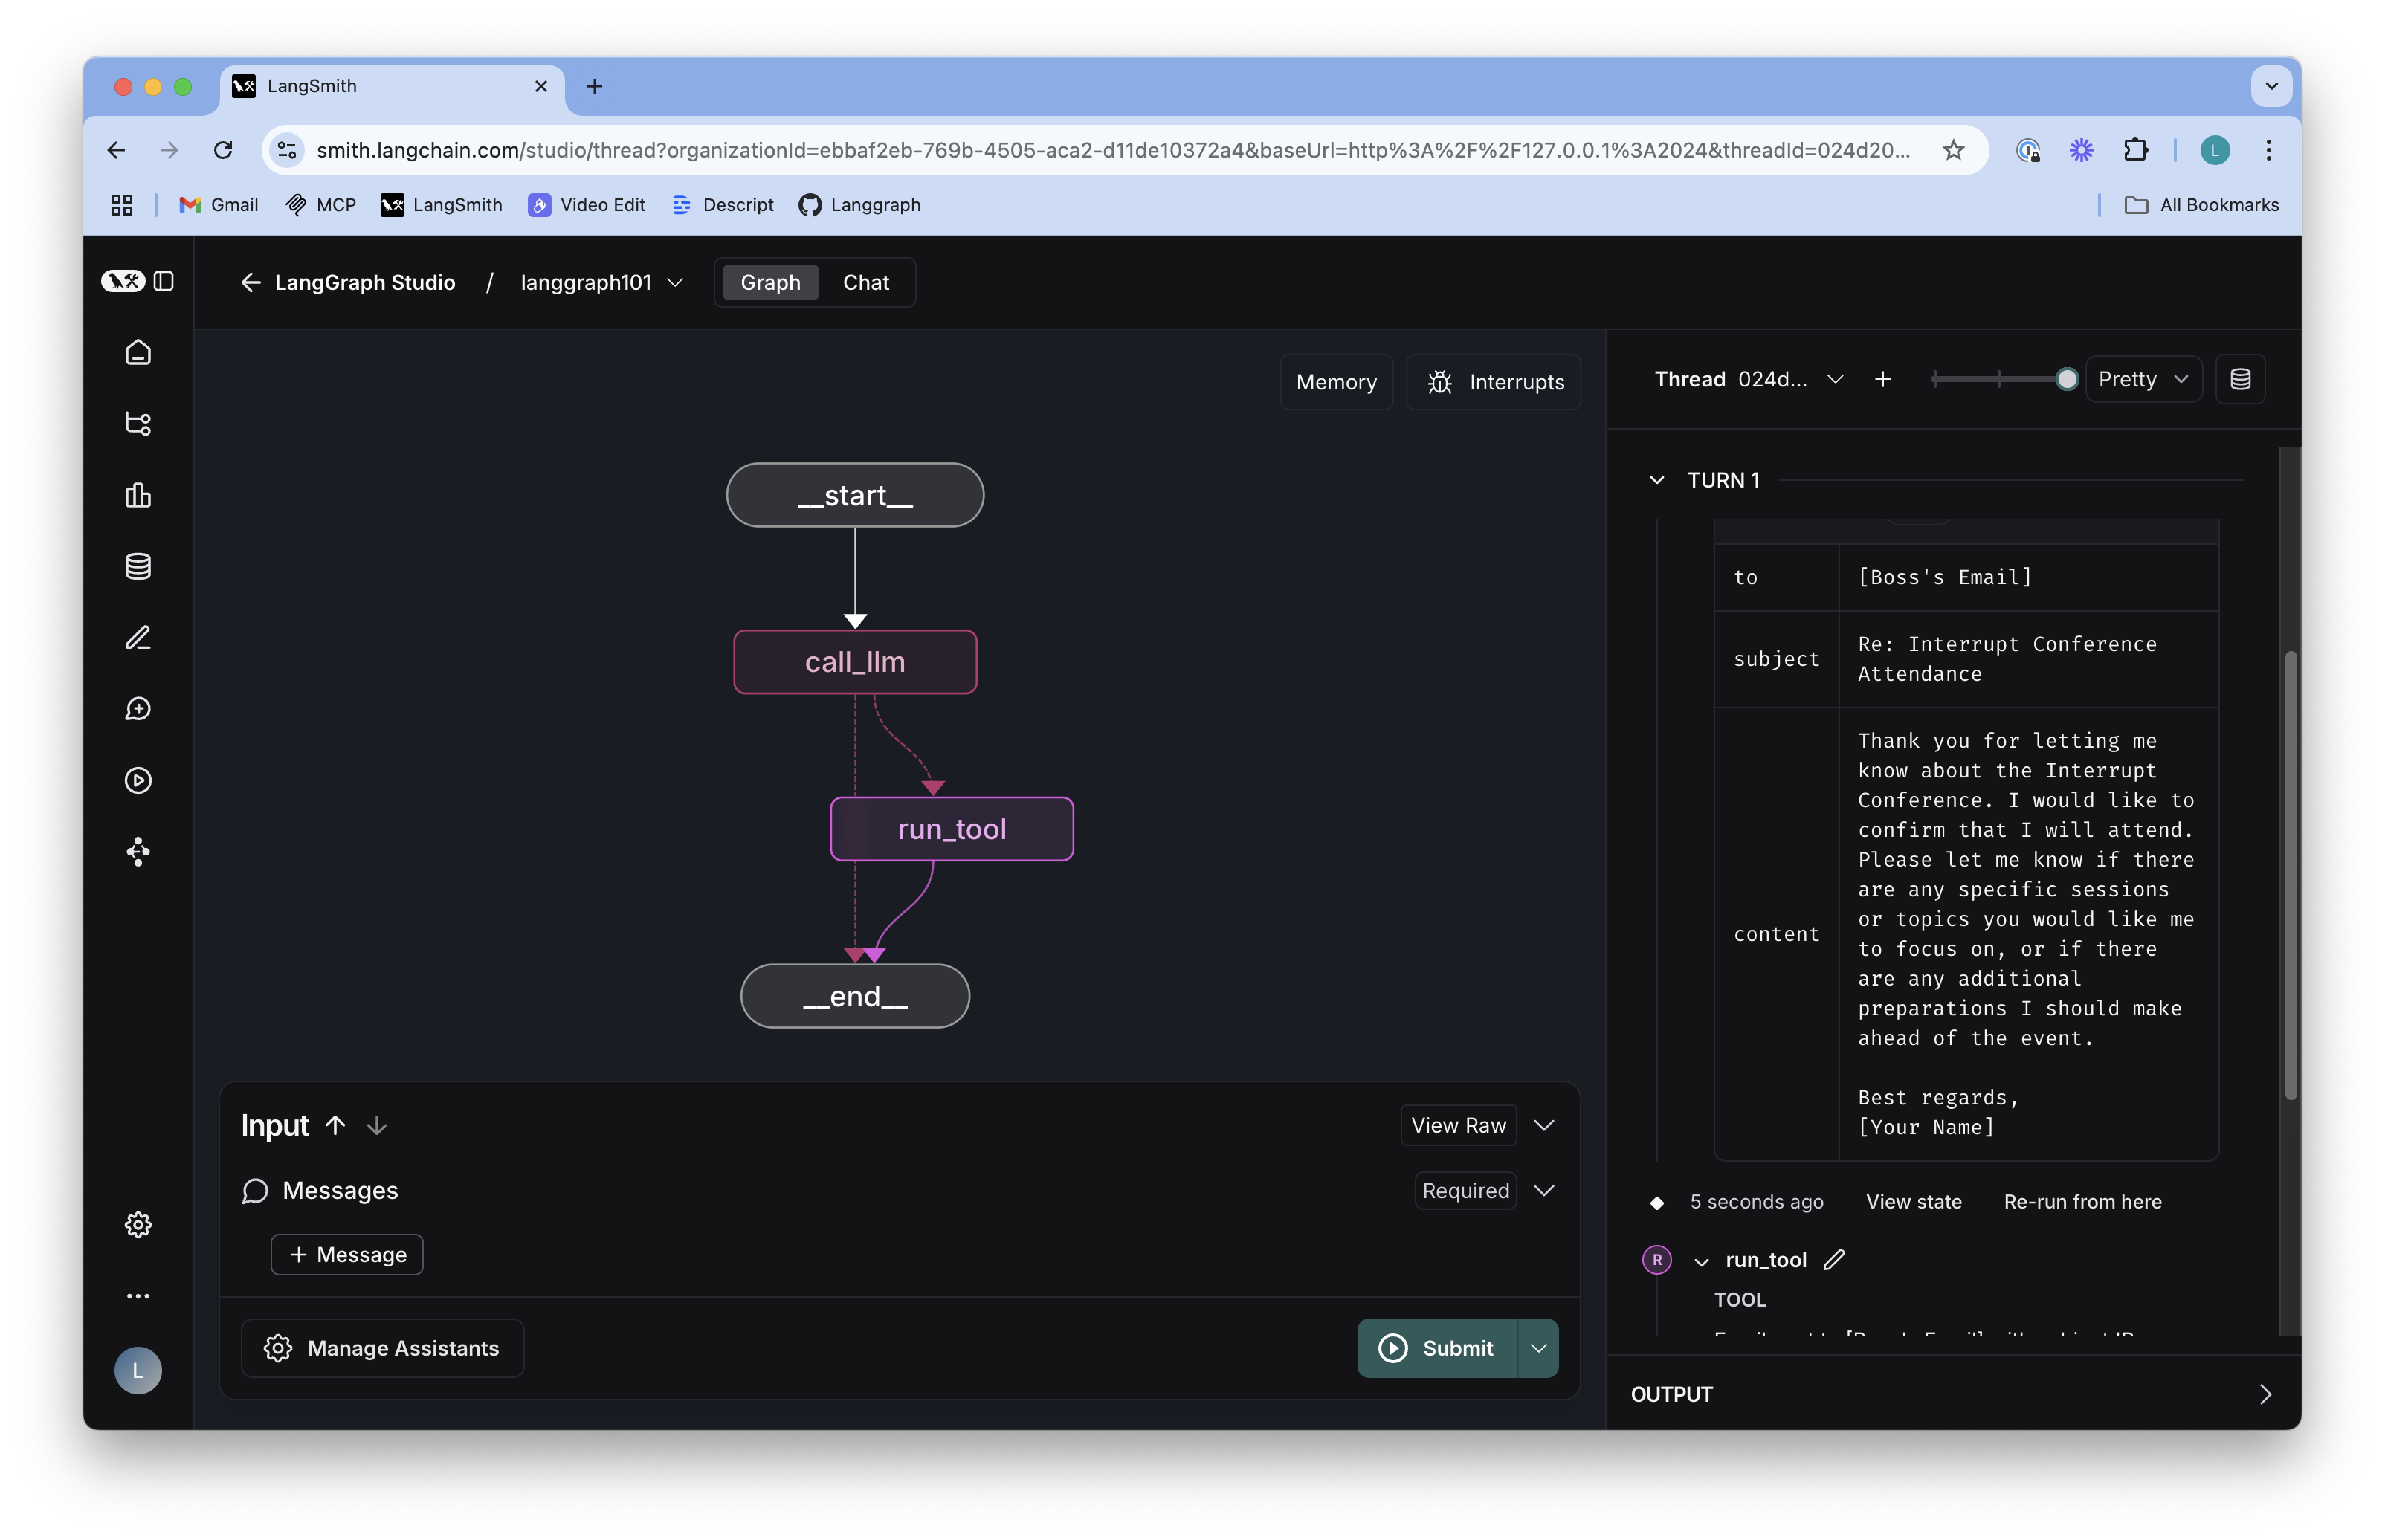 LangSmith
smith.langchain.com/studio/thread?organizationId=ebbaf2eb-769b-4505-aca2-d11de10372a4&baseUrl=http%3A%2F%2F127.0.0.1%3A2024&threadId=024d20...
L
Gmail
MCP
LangSmith
Video Edit
Descript
Langgraph
All Bookmarks
LangGraph Studio / langgraph101
Graph
Chat
Memory
Interrupts
__start__
call_llm
run_tool
__end__
Input
View Raw
Messages
Required
+ Message
Manage Assistants
Submit
L
Thread 024d...
Pretty
TURN 1
to
[Boss's Email]
subject
Re: Interrupt Conference
Attendance
content
Thank you for letting me
know about the Interrupt
Conference. I would like to
confirm that I will attend.
Please let me know if there
are any specific sessions
or topics you would like me
to focus on, or if there
are any additional
preparations I should make
ahead of the event.
Best regards,
[Your Name]
5 seconds ago
View state
Re-run from here
R
run_tool
TOOL
OUTPUT